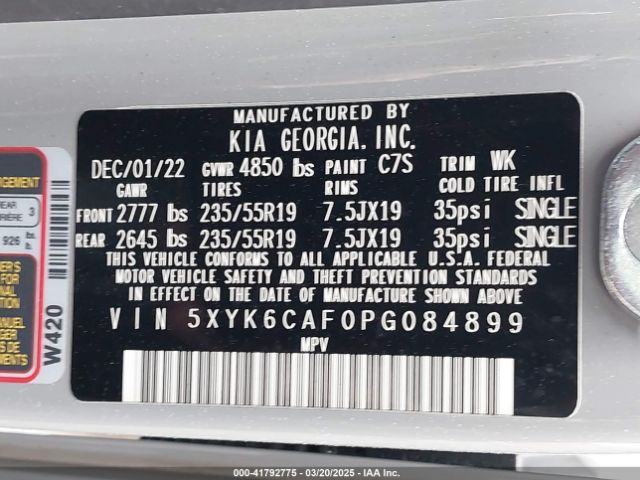 MANUFACTURED BY
KIA GEORGIA. INC.
DEC/01/22 GVWR 4850 lbs PAINT C7S TRIM WK
GAWR TIRES RIMS COLD TIRE INFL
FRONT 2777 lbs 235/55R19 7.5JX19 35psi SINGLE
REAR 2645 lbs 235/55R19 7.5JX19 35psi SINGLE
THIS VEHICLE CONFORMS TO ALL APPLICABLE U.S.A. FEDERAL
MOTOR VEHICLE SAFETY AND THEFT PREVENTION STANDARDS
IN EFFECT ON THE DATE OF MANUFACTURE SHOWN ABOVE
VIN 5XYK6CAF0PG084899
MPV
W420
3
926 lbs.
000-41792775 — 03/20/2025 — IAA, Inc.